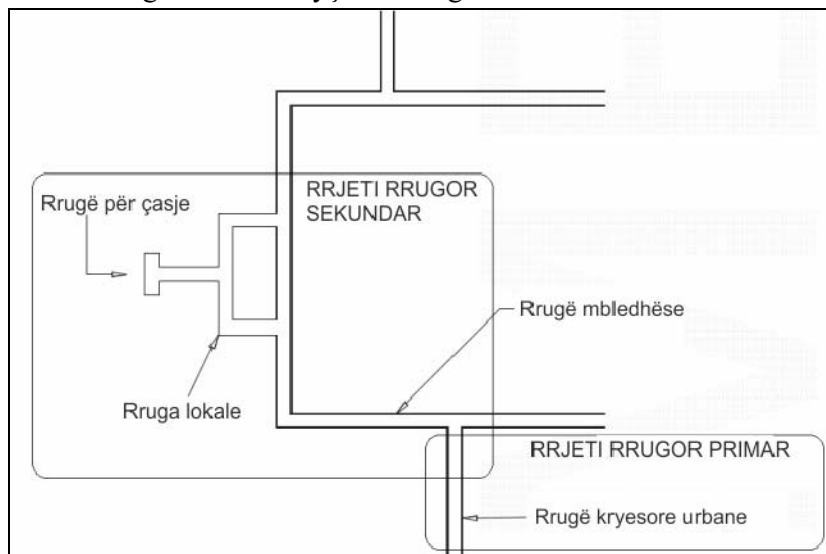 RRJETI RRUGOR
SEKUNDAR
Rrugë për çasje
Rrugë mbledhëse
Rruga lokale
RRJETI RRUGOR PRIMAR
Rrugë kryesore urbane